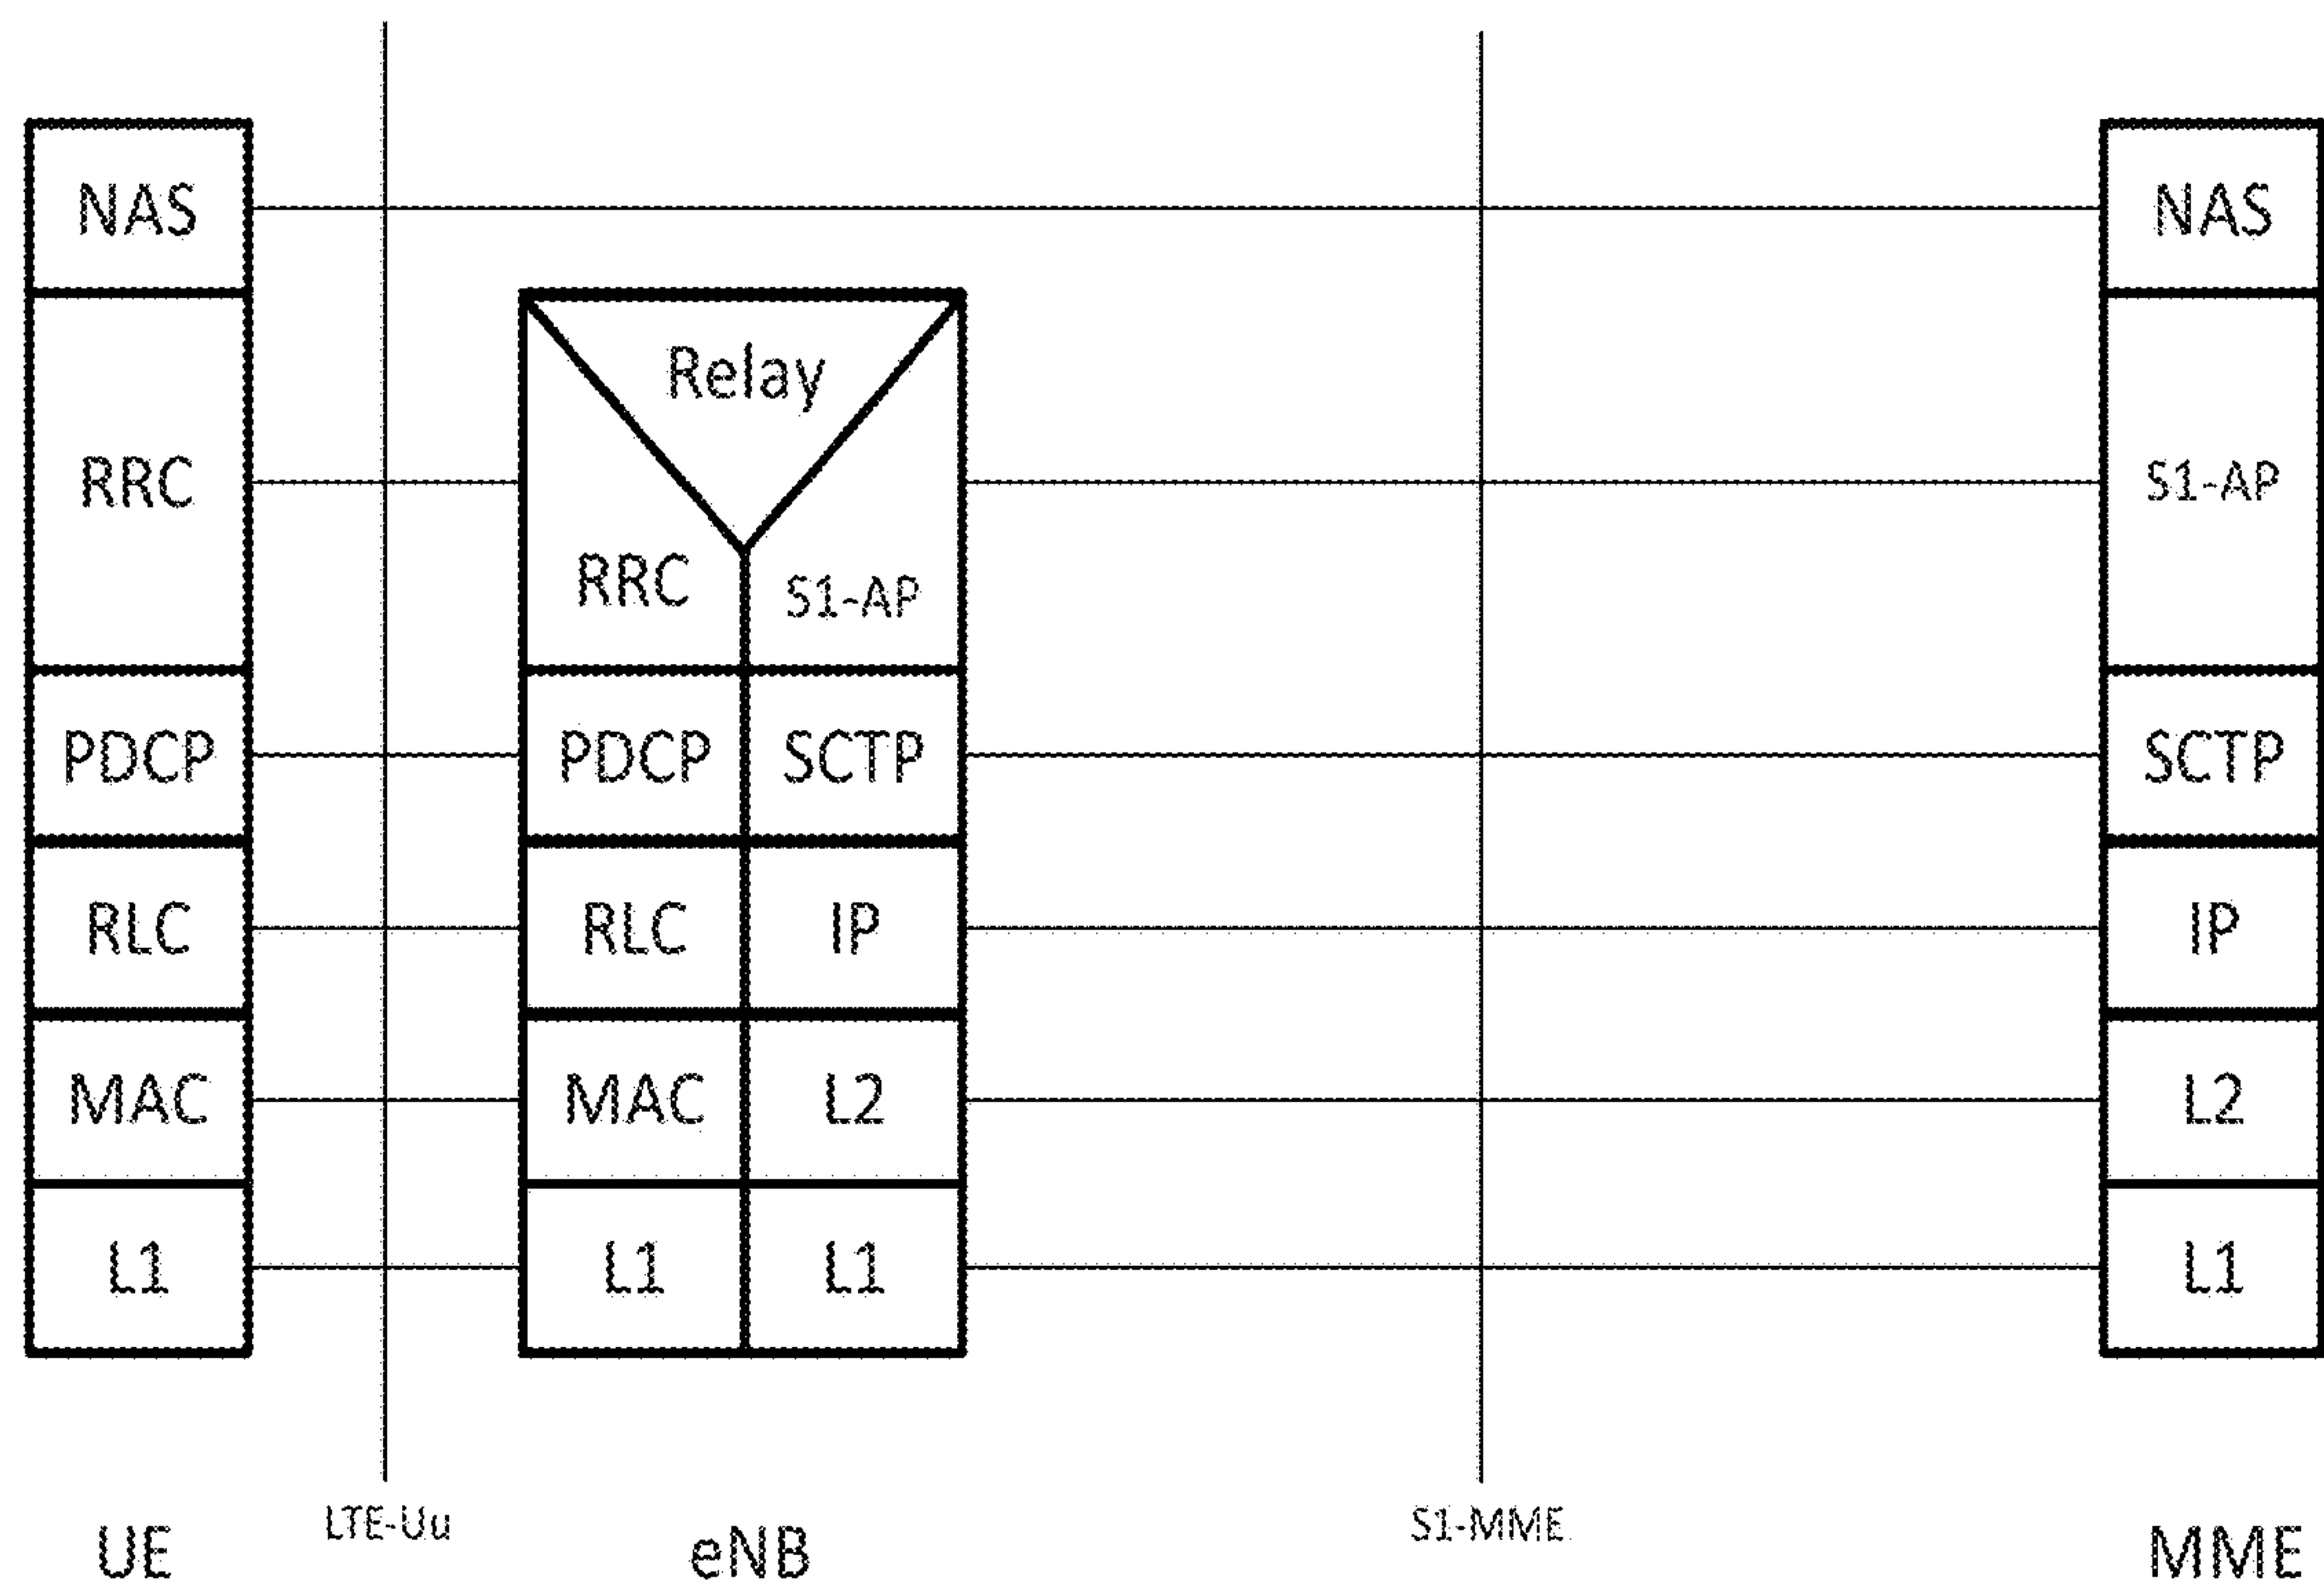 NAS
NAS
Relay
RRC
S1-AP
RRC
S1-AP
PDCP
PDCP
SCTP
SCTP
RLC
RLC
IP
IP
MAC
MAC
L2
L2
L1
L1
L1
L1
LTE-Uu
S1-MME
UE
eNB
MME